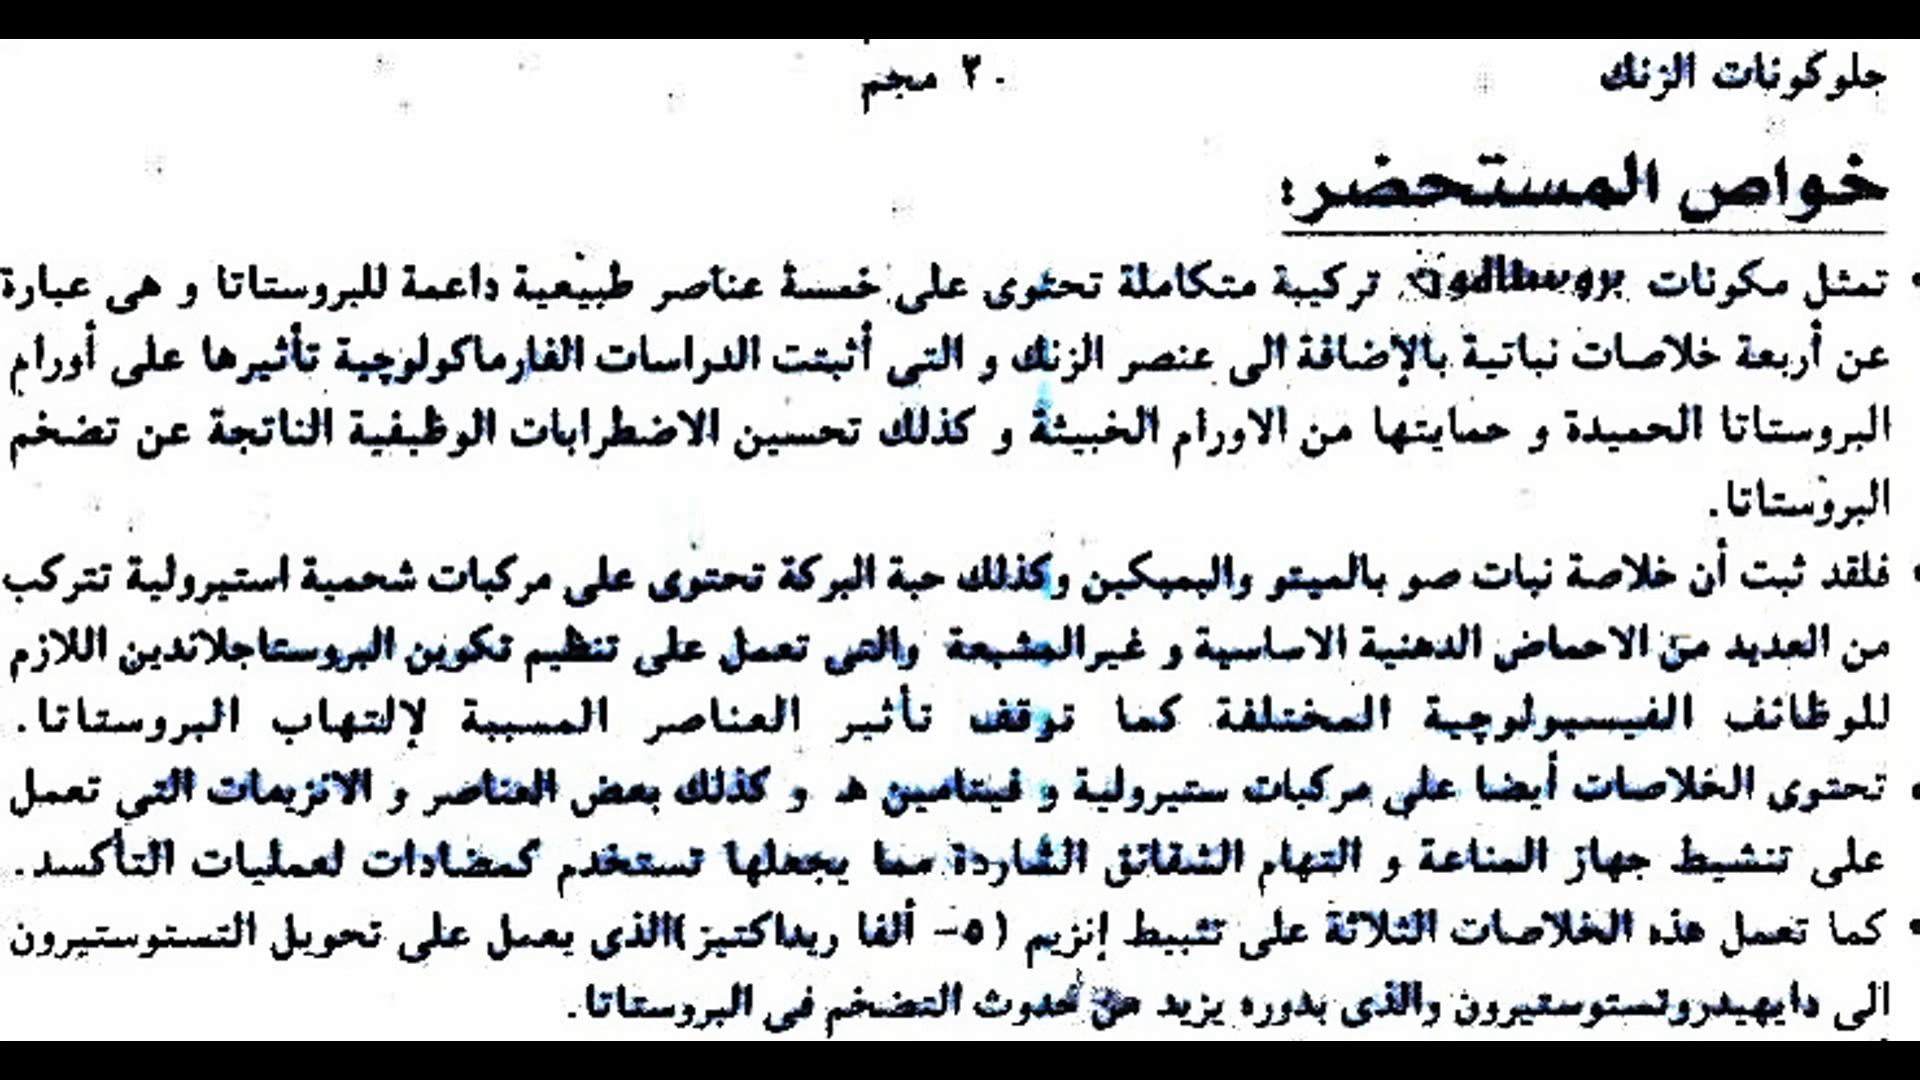 جلوكونات الزنك ٢٠ مجم
خواص المستحضر:
• تمثل مكونات تركيبة متكاملة تحتوى على خمسة عناصر طبيعية داعمة للبروستاتا و هى عبارة
عن أربعة خلاصات نباتية بالإضافة الى عنصر الزنك و التى أثبتت الدراسات الفارماكولوچية تأثيرها على أورام
البروستاتا الحميدة و حمايتها من الاورام الخبيثة و كذلك تحسين الاضطرابات الوظيفية الناتجة عن تضخم
البروستاتا.
• فلقد ثبت أن خلاصة نبات صو بالميتو والبمبكين وكذلك حبة البركة تحتوى على مركبات شحمية استيرولية تتركب
من العديد من الاحماض الدهنية الاساسية و غيرالمشبعة والتى تعمل على تنظيم تكوين البروستاجلاندين اللازم
للوظائف الفيسيولوچية المختلفة كما توقف تأثير العناصر المسببة لإلتهاب البروستاتا.
• تحتوى الخلاصات أيضا على مركبات ستيرولية و فيتامين هـ و كذلك بعض العناصر و الانزيمات التي تعمل
على تنشيط جهاز المناعة و التهام الشقائق الشاردة مما يجعلها تستخدم كمضادات لعمليات التأكسد.
• كما تعمل هذه الخلاصات الثلاثة على تثبيط إنزيم (٥- ألفا ريداكتيز)الذى يعمل على تحويل التستوستيرون
الى دايهيدروتستوستيرون والذى بدوره يزيد من حدوث التضخم فى البروستاتا.